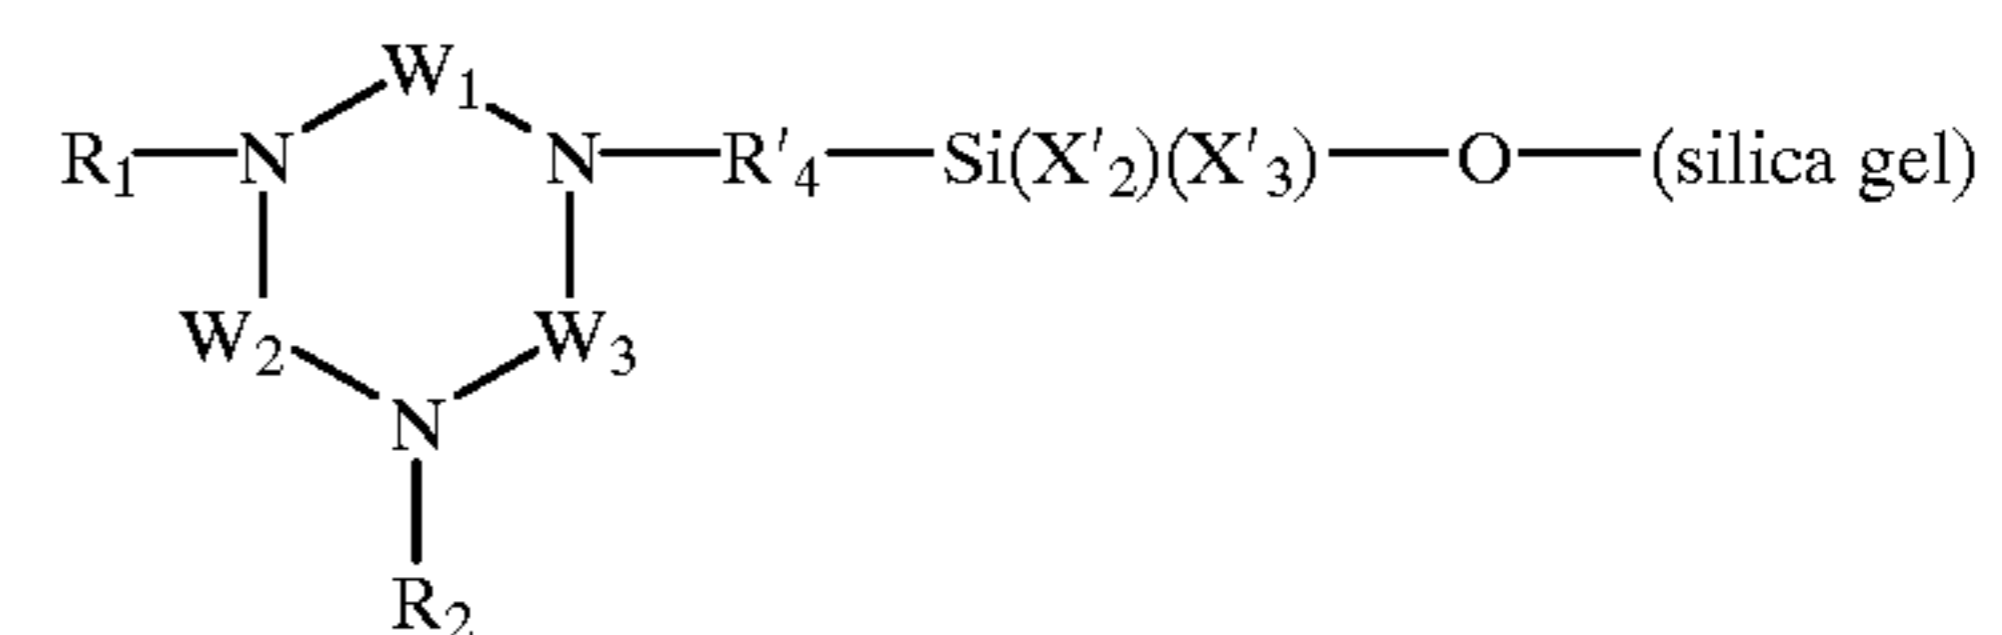 W₁
R₁—N N—R'₄—Si(X'₂)(X'₃)—O—(silica gel)
W₂ W₃
N
R₂